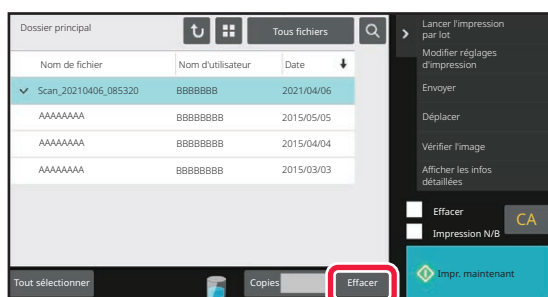 Dossier principal
Tous fichiers
Nom de fichier Nom d'utilisateur Date
Scan_20210406_085320 BBBBBBB 2021/04/06
AAAAAAAA BBBBBBBB 2015/05/05
AAAAAAAA BBBBBBBB 2015/04/04
AAAAAAAA BBBBBBBB 2015/03/03
Tout sélectionner
Copies
Effacer
Lancer l'impression
par lot
Modifier réglages
d'impression
Envoyer
Déplacer
Vérifier l'image
Afficher les infos
détaillées
Effacer
Impression N/B
CA
Impr. maintenant